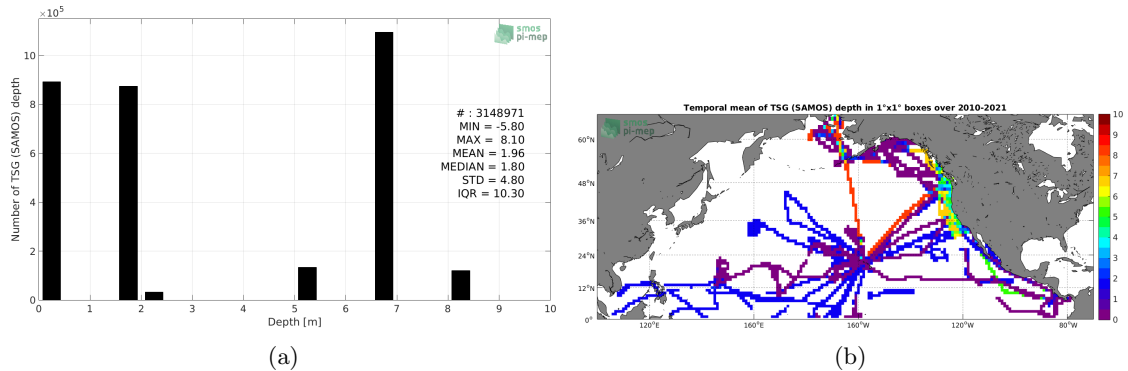 ×10⁵
smos
pi-mep
10
8
6
4
2
0
Number of TSG (SAMOS) depth
# : 3148971
MIN = -5.80
MAX = 8.10
MEAN = 1.96
MEDIAN = 1.80
STD = 4.80
IQR = 10.30
0 1 2 3 4 5 6 7 8 9 10
Depth [m]
(a)
Temporal mean of TSG (SAMOS) depth in 1°x1° boxes over 2010-2021
smos
pi-mep
60°N
48°N
36°N
24°N
12°N
0°
120°E 160°E 160°W 120°W 80°W
10
9
8
7
6
5
4
3
2
1
0
(b)